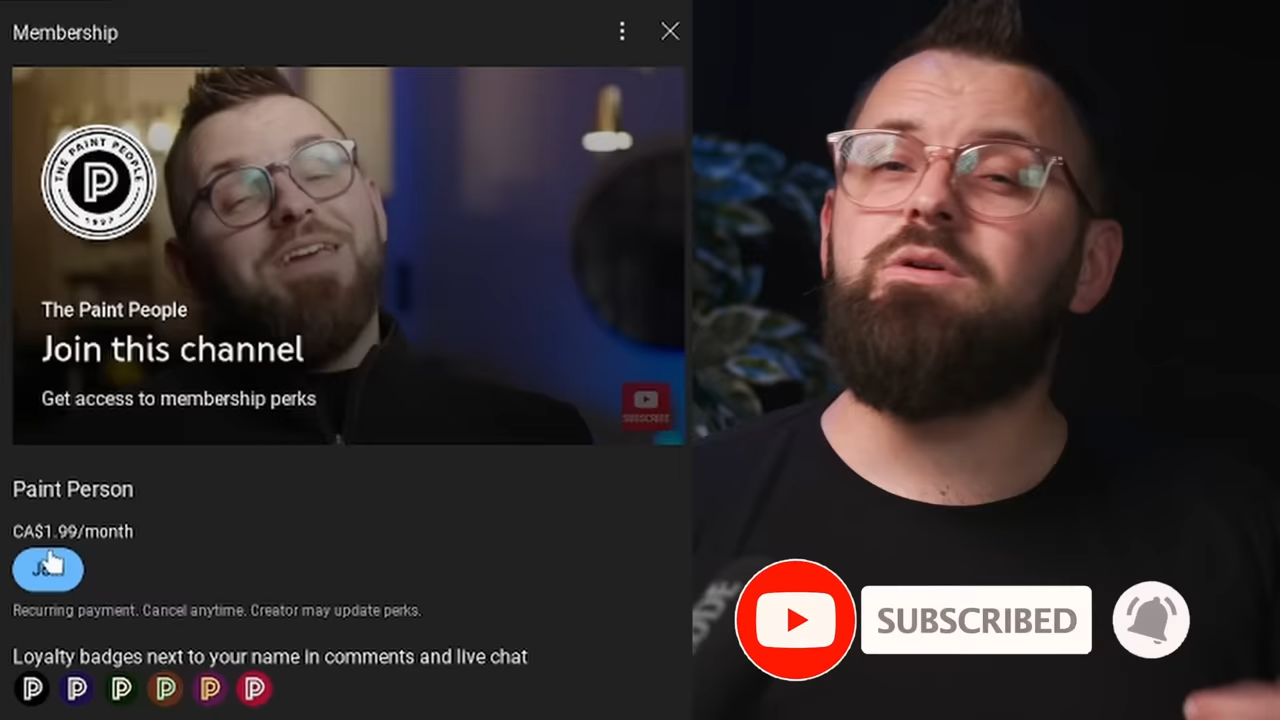 Membership
THE PAINT PEOPLE
P
1997
The Paint People
Join this channel
Get access to membership perks
SUBSCRIBE
Paint Person
CA$1.99/month
Recurring payment. Cancel anytime. Creator may update perks.
Loyalty badges next to your name in comments and live chat
P P P P P P
SUBSCRIBED